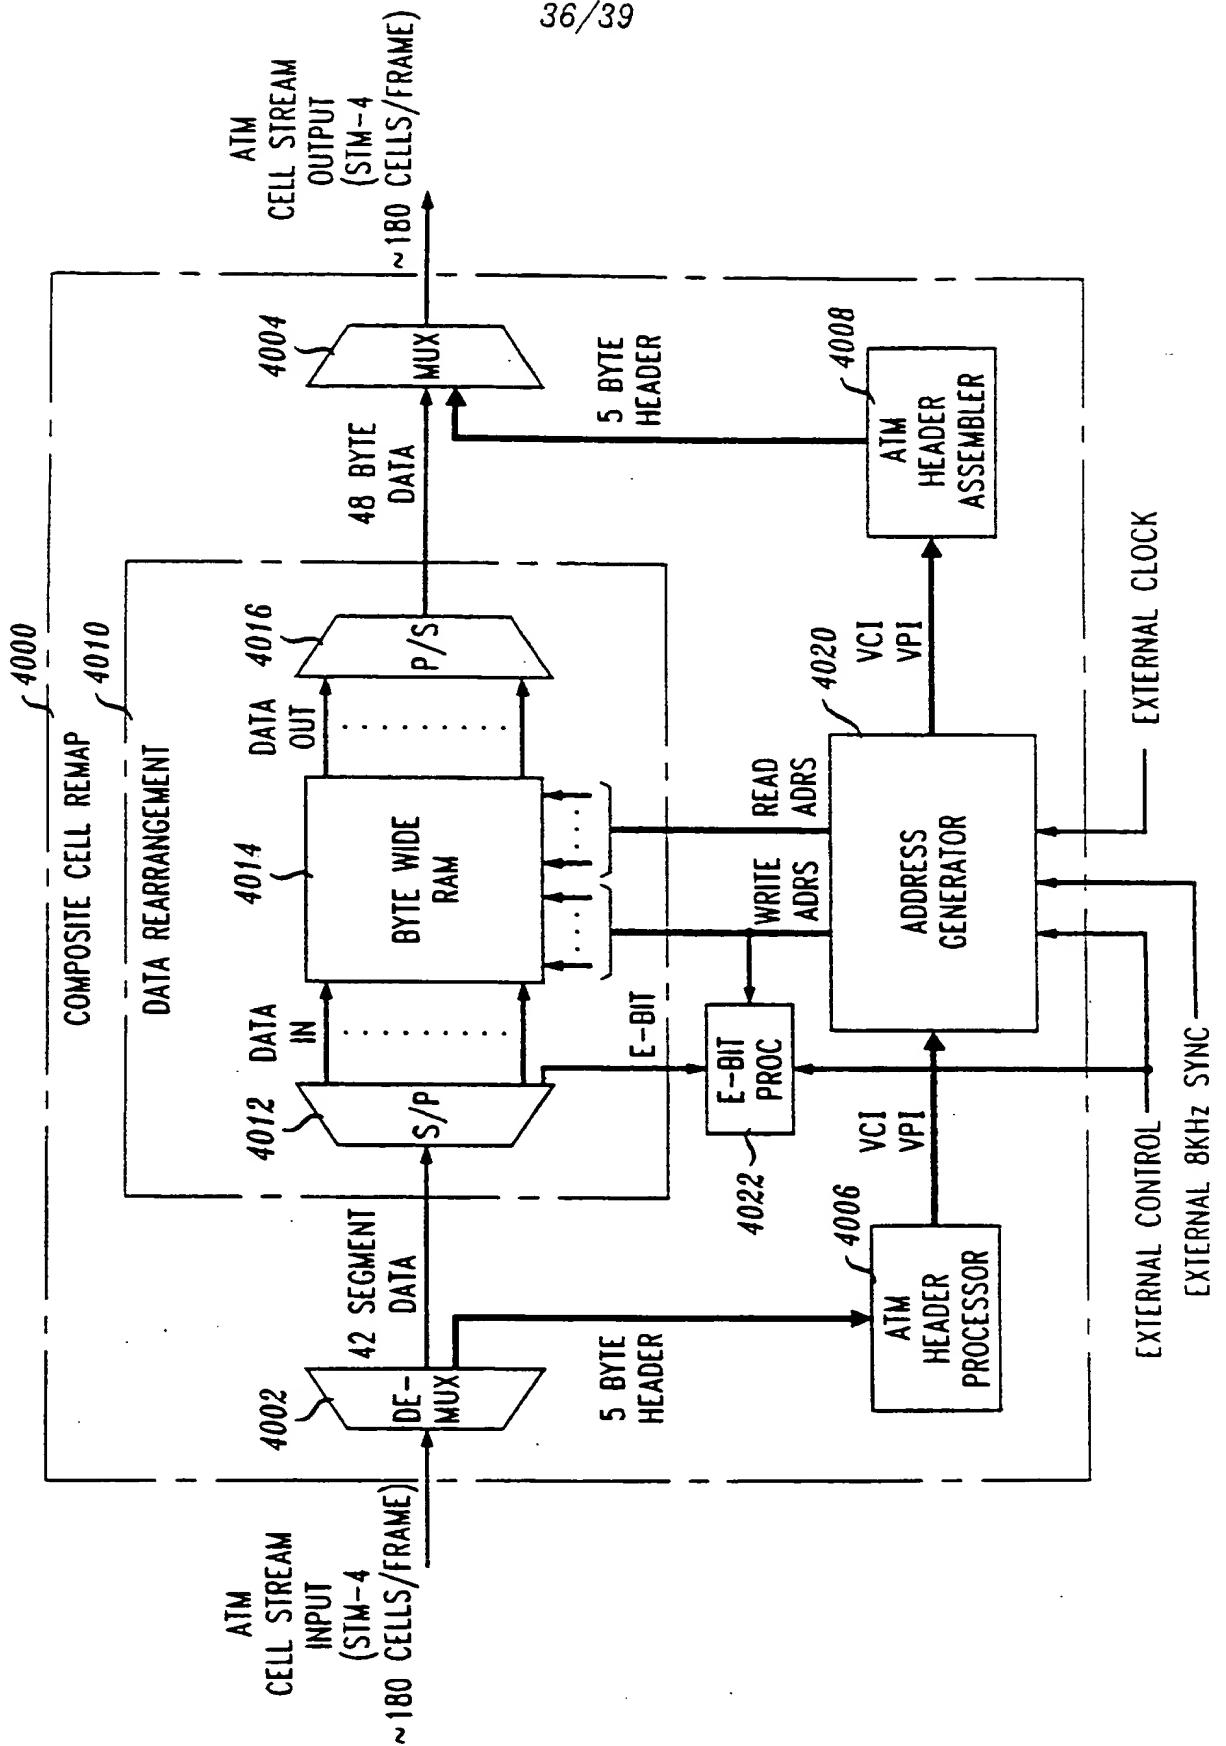 36/39
4000
COMPOSITE CELL REMAP
4010
DATA REARRANGEMENT
ATM
CELL STREAM
INPUT
(STM-4
~180 CELLS/FRAME)
4002
DE-
MUX
42 SEGMENT
DATA
5 BYTE
HEADER
4012
S/P
DATA
IN
E-BIT
4014
BYTE WIDE
RAM
DATA
OUT
4016
P/S
48 BYTE
DATA
4004
MUX
5 BYTE
HEADER
ATM
CELL STREAM
OUTPUT
(STM-4
~180 CELLS/FRAME)
4006
ATM
HEADER
PROCESSOR
VCI
VPI
4022
E-BIT
PROC
WRITE
ADRS
READ
ADRS
4020
ADDRESS
GENERATOR
VCI
VPI
4008
ATM
HEADER
ASSEMBLER
EXTERNAL CONTROL
EXTERNAL 8KHz SYNC
EXTERNAL CLOCK